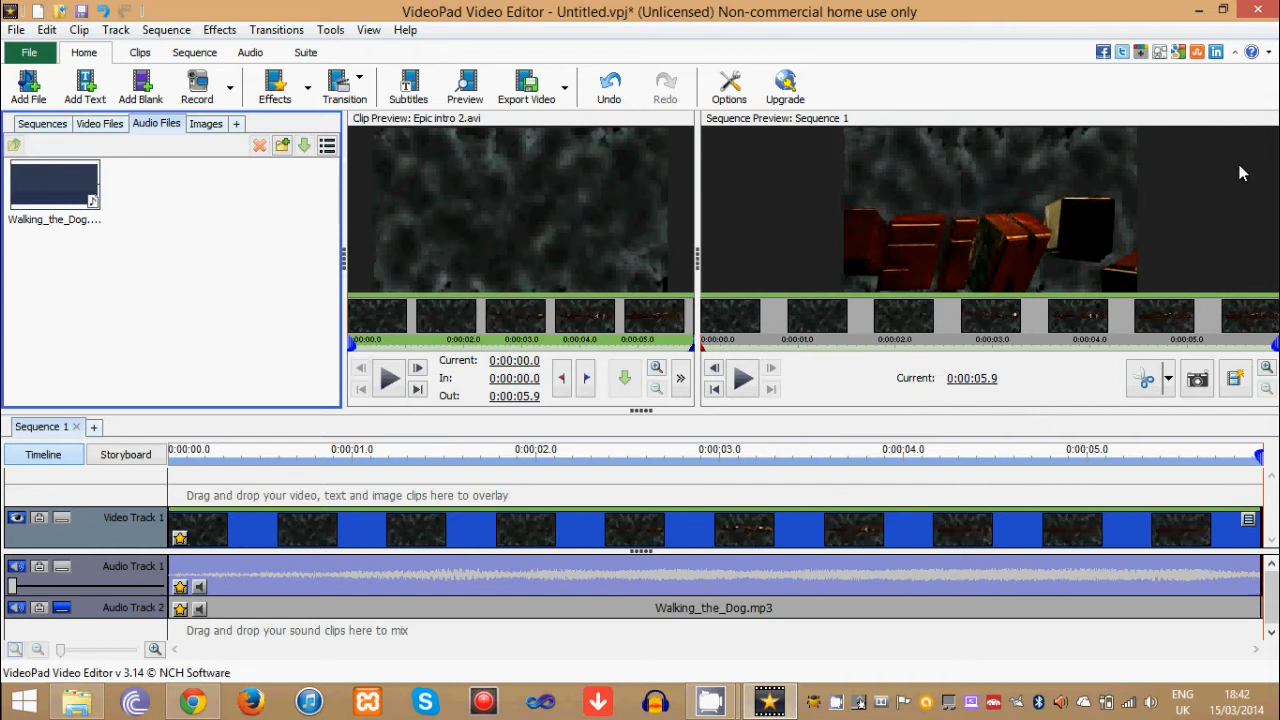 VideoPad Video Editor - Untitled.vpj* (Unlicensed) Non-commercial home use only
File Edit Clip Track Sequence Effects Transitions Tools View Help
File Home Clips Sequence Audio Suite
Add File Add Text Add Blank Record Effects Transition Subtitles Preview Export Video Undo Redo Options Upgrade
Sequences Video Files Audio Files Images +
Clip Preview: Epic intro 2.avi
Sequence Preview: Sequence 1
Walking_the_Dog....
0:00:00.0 0:00:02.0 0:00:03.0 0:00:04.0 0:00:05.0
0:00:00.0 0:00:01.0 0:00:02.0 0:00:03.0 0:00:04.0 0:00:05.0
Current: 0:00:00.0
In: 0:00:00.0
Out: 0:00:05.9
Current: 0:00:05.9
Sequence 1
Timeline Storyboard
0:00:00.0 0:00:01.0 0:00:02.0 0:00:03.0 0:00:04.0 0:00:05.0
Drag and drop your video, text and image clips here to overlay
Video Track 1
Audio Track 1
Audio Track 2 Walking_the_Dog.mp3
Drag and drop your sound clips here to mix
VideoPad Video Editor v 3.14 © NCH Software
ENG 18:42
UK 15/03/2014